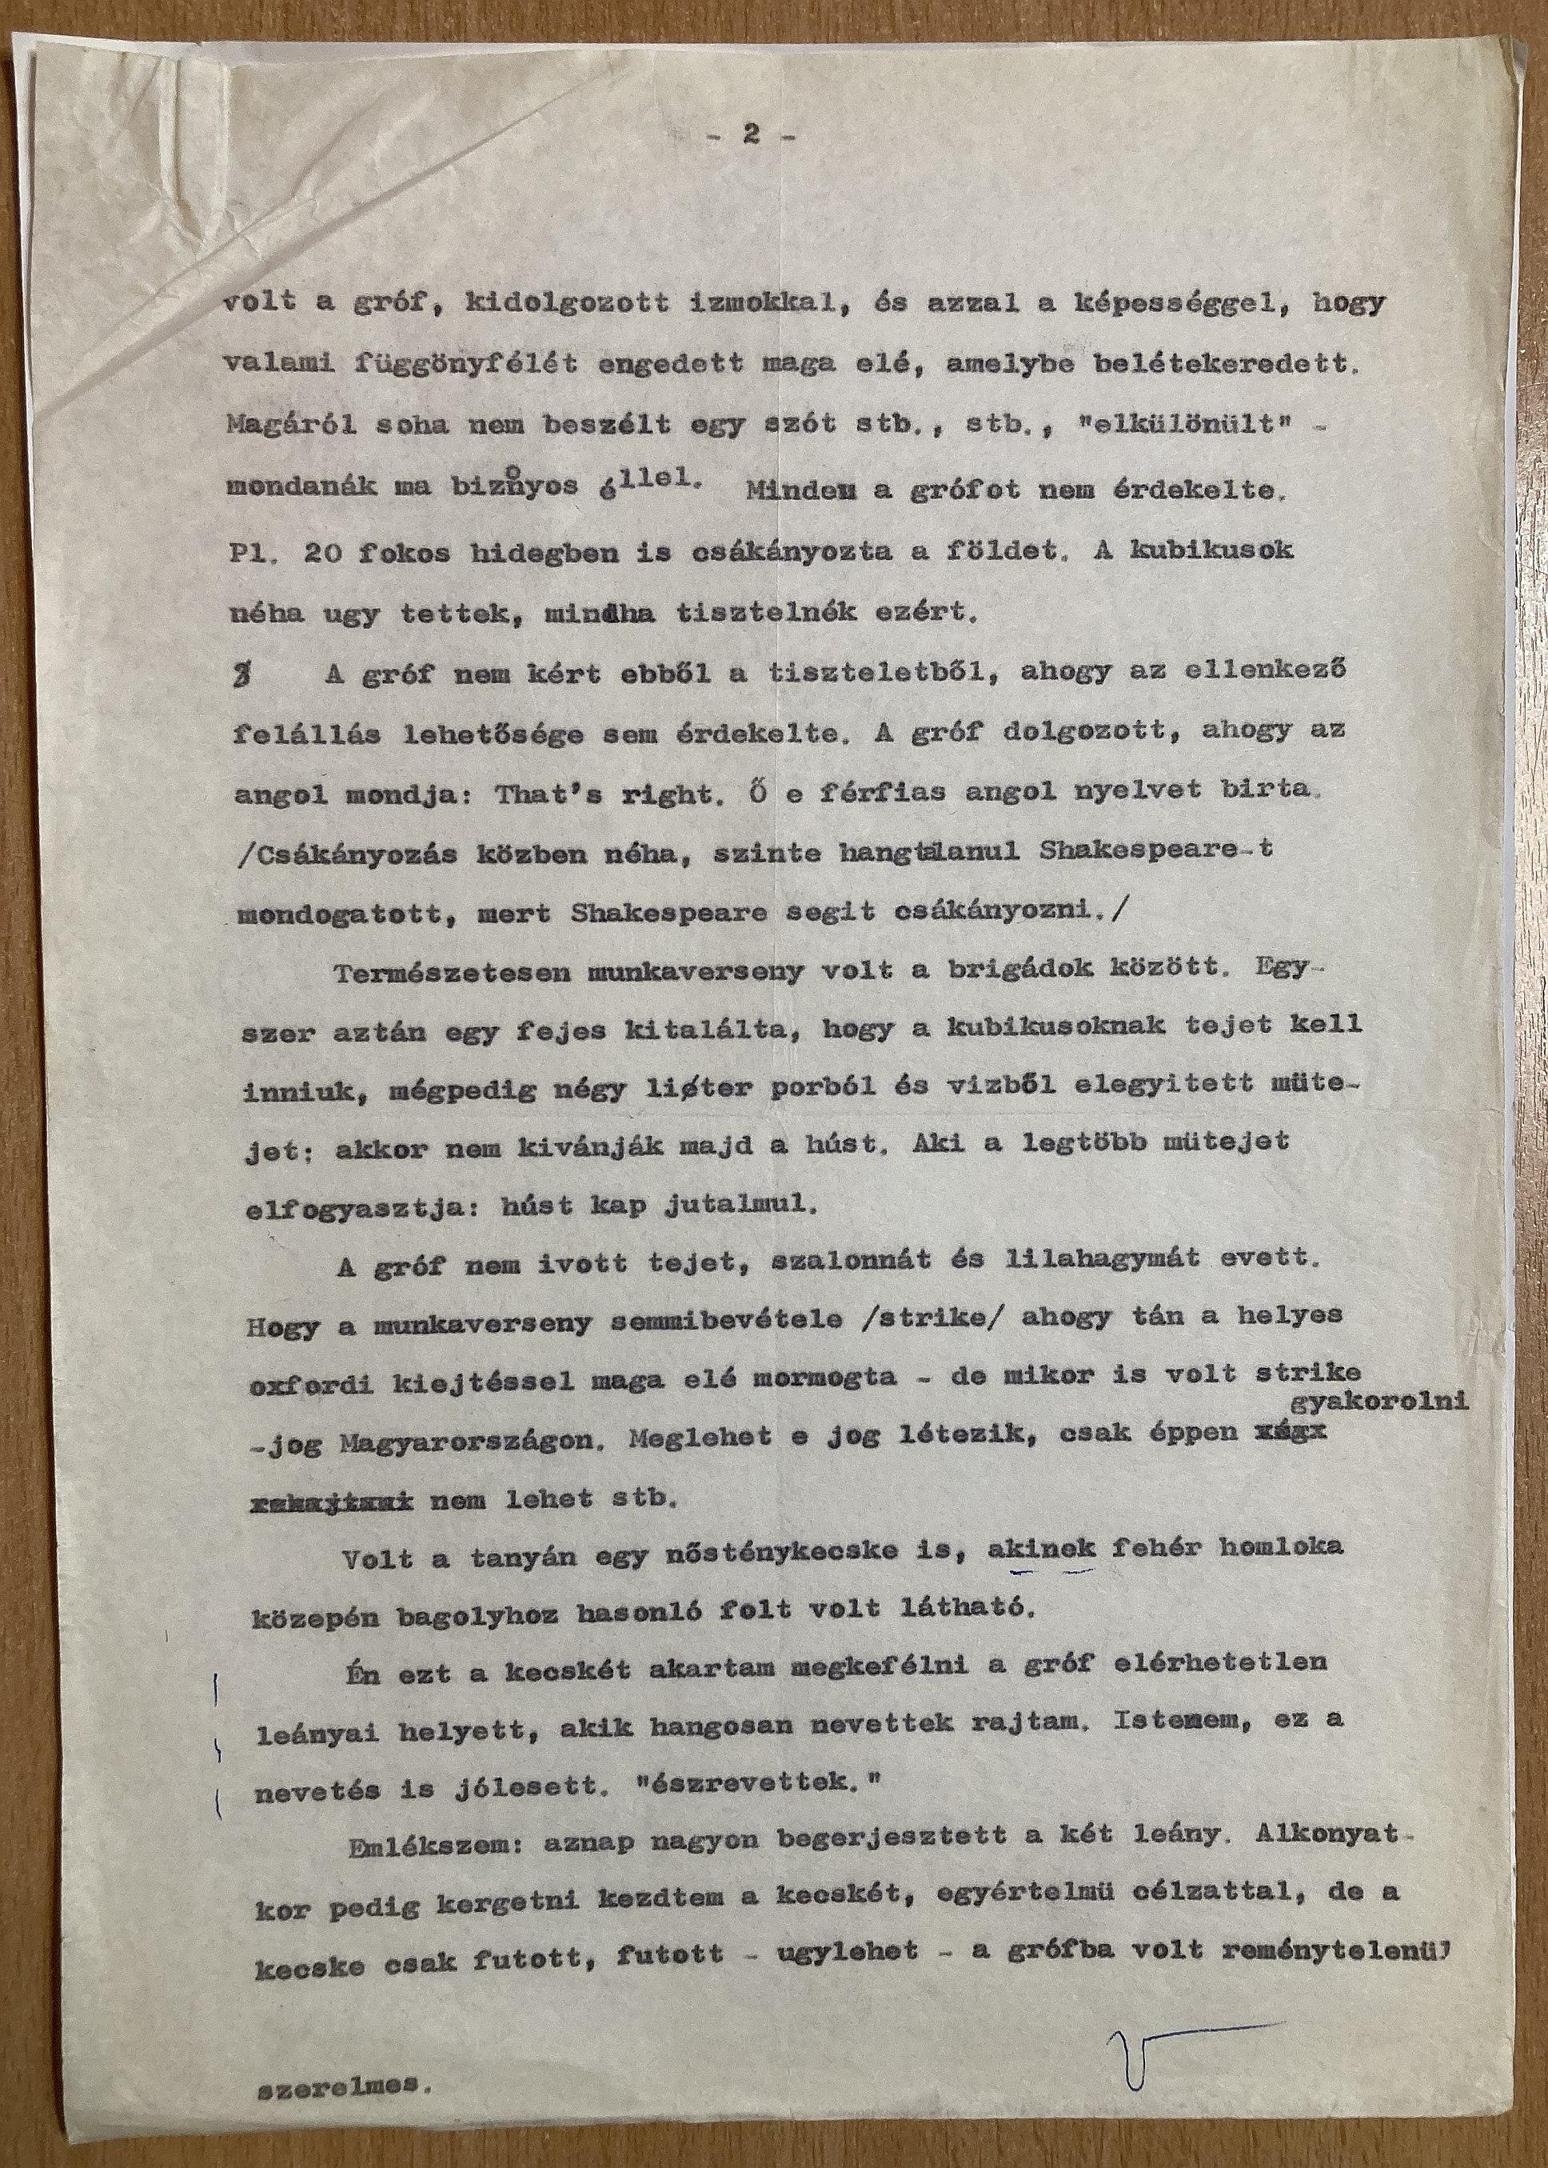 - 2 -
volt a gróf, kidolgozott izmokkal, és azzal a képességgel, hogy
valami függönyfélét engedett maga elé, amelybe belétekeredett.
Magáról soha nem beszélt egy szót stb., stb., "elkülönült" -
mondanák ma bizonyos éllel. Minden a grófot nem érdekelte.
Pl. 20 fokos hidegben is csákányozta a földet. A kubikusok
néha ugy tettek, mindha tisztelnék ezért.
A gróf nem kért ebből a tiszteletből, ahogy az ellenkező
felállás lehetősége sem érdekelte. A gróf dolgozott, ahogy az
angol mondja: That's right. Ő e férfias angol nyelvet birta.
/Csákányozás közben néha, szinte hangtalanul Shakespeare-t
mondogatott, mert Shakespeare segit csákányozni./
Természetesen munkaverseny volt a brigádok között. Egy-
szer aztán egy fejes kitalálta, hogy a kubikusoknak tejet kell
inniuk, mégpedig négy liter porból és vizből elegyitett müte-
jet: akkor nem kivánják majd a húst. Aki a legtöbb mütejet
elfogyasztja: húst kap jutalmul.
A gróf nem ivott tejet, szalonnát és lilahagymát evett.
Hogy a munkaverseny semmibevétele /strike/ ahogy tán a helyes
oxfordi kiejtéssel maga elé mormogta - de mikor is volt strike
-jog Magyarországon. Meglehet e jog létezik, csak éppen gyakorolni
nem lehet stb.
Volt a tanyán egy nősténykecske is, akinek fehér homloka
közepén bagolyhoz hasonló folt volt látható.
Én ezt a kecskét akartam megkefélni a gróf elérhetetlen
leányai helyett, akik hangosan nevettek rajtam. Istenem, ez a
nevetés is jólesett. "észrevettek."
Emlékszem: aznap nagyon begerjesztett a két leány. Alkonyat-
kor pedig kergetni kezdtem a kecskét, egyértelmü célzattal, de a
kecske csak futott, futott - ugylehet - a grófba volt reménytelenül
szerelmes.